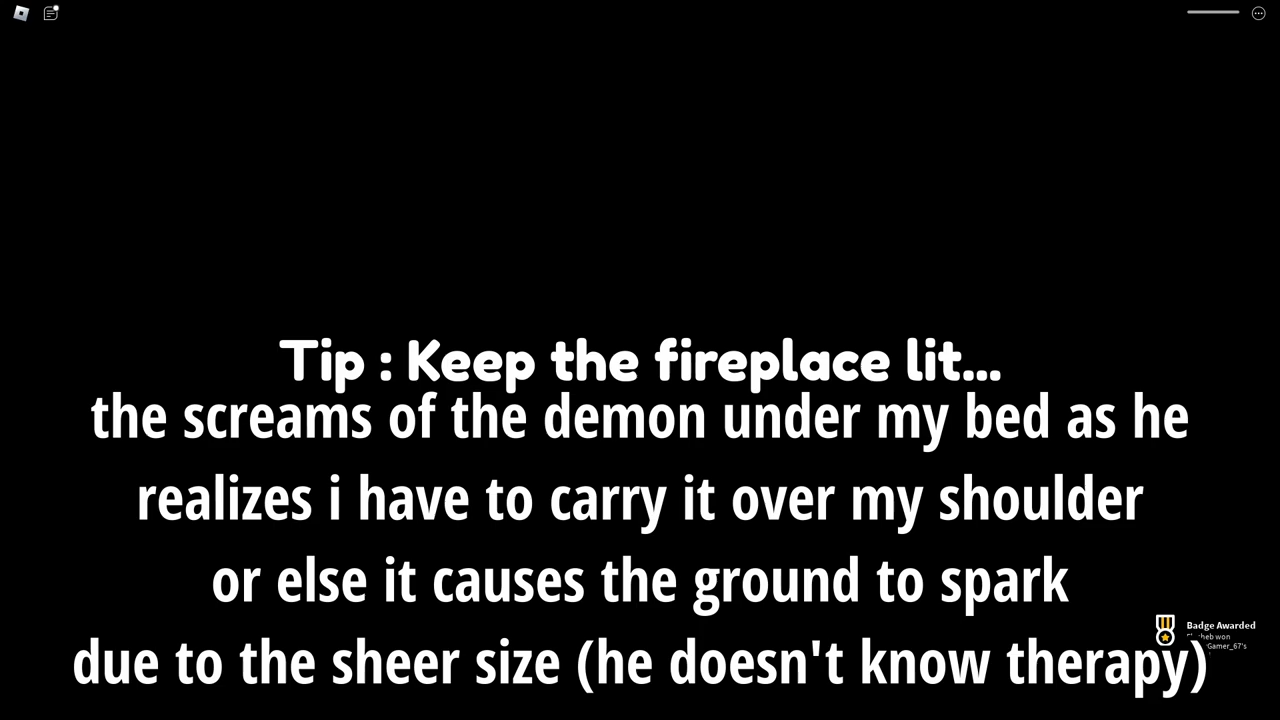 Tip : Keep the fireplace lit...
the screams of the demon under my bed as he
realizes i have to carry it over my shoulder
or else it causes the ground to spark
due to the sheer size (he doesn't know therapy)
Badge Awarded
won
Gamer_67's